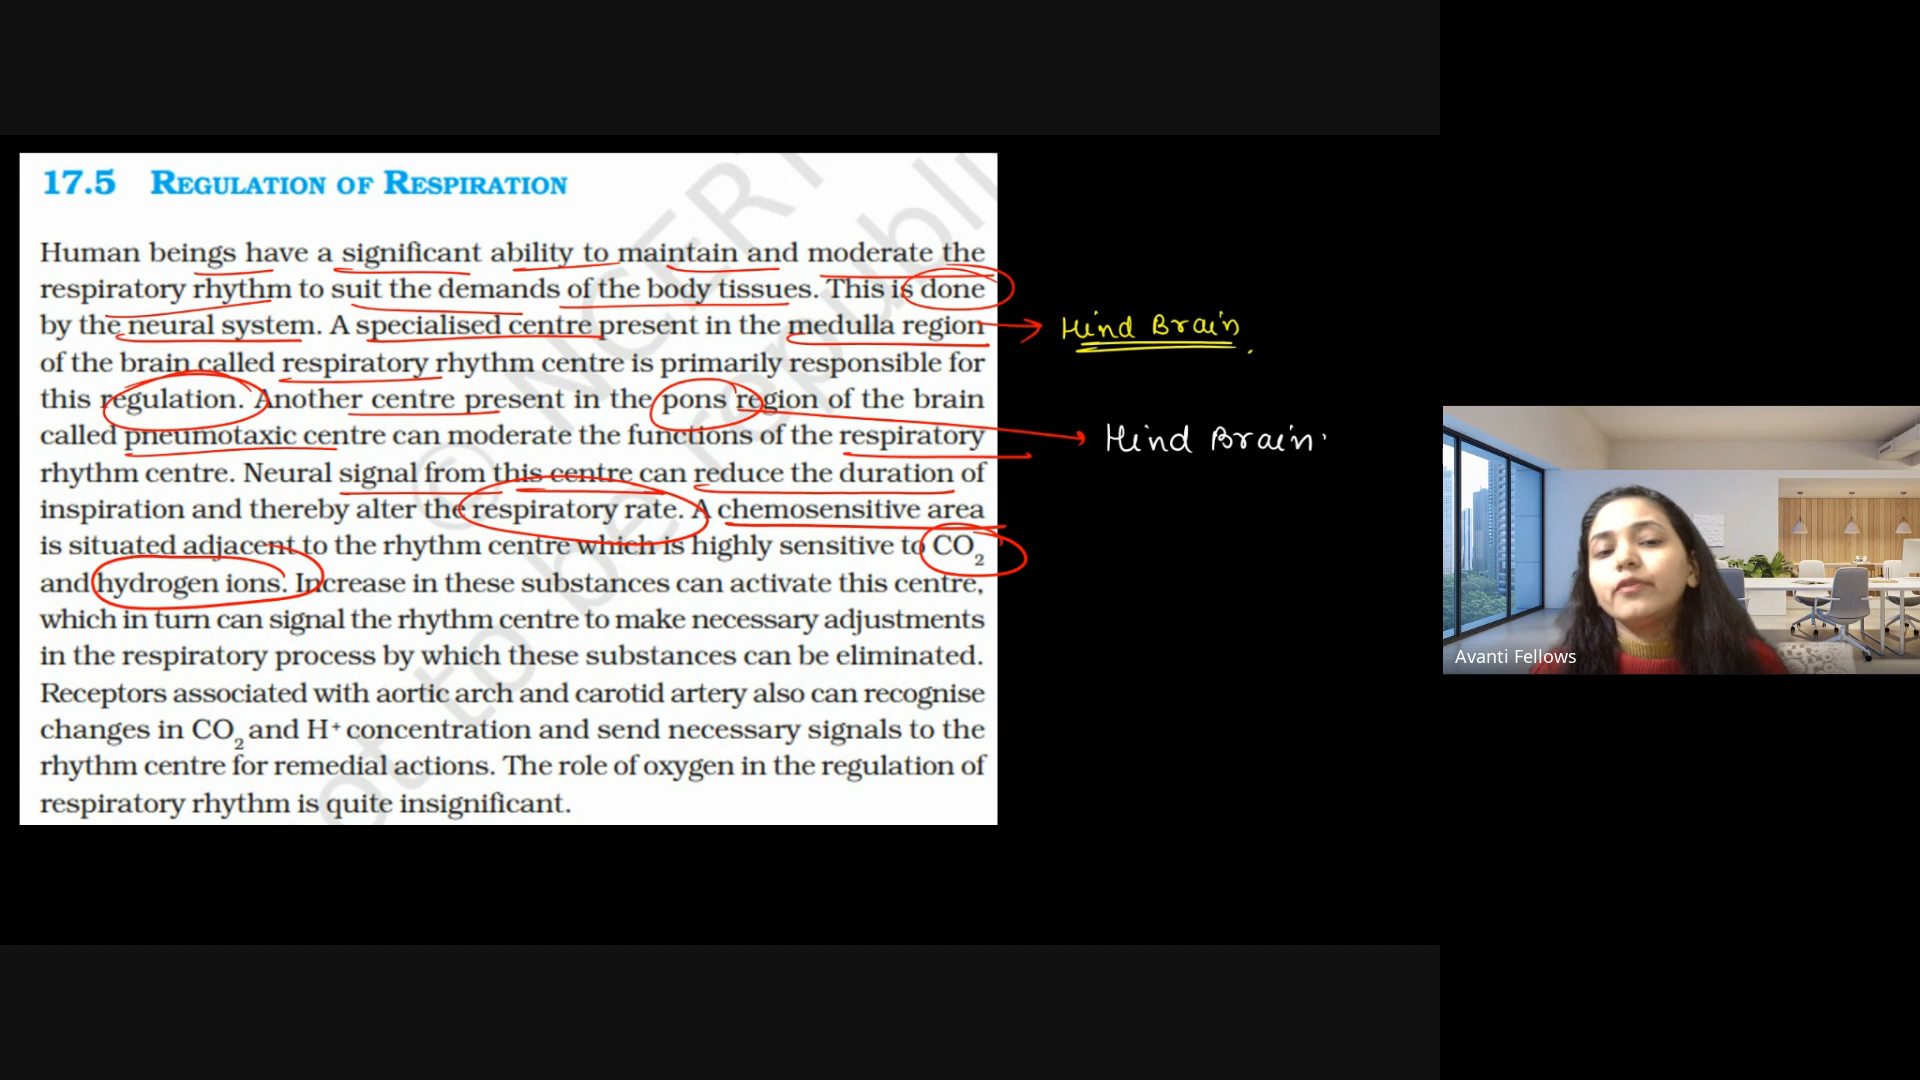 17.5 REGULATION OF RESPIRATION
Human beings have a significant ability to maintain and moderate the
respiratory rhythm to suit the demands of the body tissues. This is done
by the neural system. A specialised centre present in the medulla region
of the brain called respiratory rhythm centre is primarily responsible for
this regulation. Another centre present in the pons region of the brain
called pneumotaxic centre can moderate the functions of the respiratory
rhythm centre. Neural signal from this centre can reduce the duration of
inspiration and thereby alter the respiratory rate. A chemosensitive area
is situated adjacent to the rhythm centre which is highly sensitive to CO₂
and hydrogen ions. Increase in these substances can activate this centre,
which in turn can signal the rhythm centre to make necessary adjustments
in the respiratory process by which these substances can be eliminated.
Receptors associated with aortic arch and carotid artery also can recognise
changes in CO₂ and H⁺ concentration and send necessary signals to the
rhythm centre for remedial actions. The role of oxygen in the regulation of
respiratory rhythm is quite insignificant.
Hind Brain
Hind Brain
Avanti Fellows
© NCERT
not to be republi